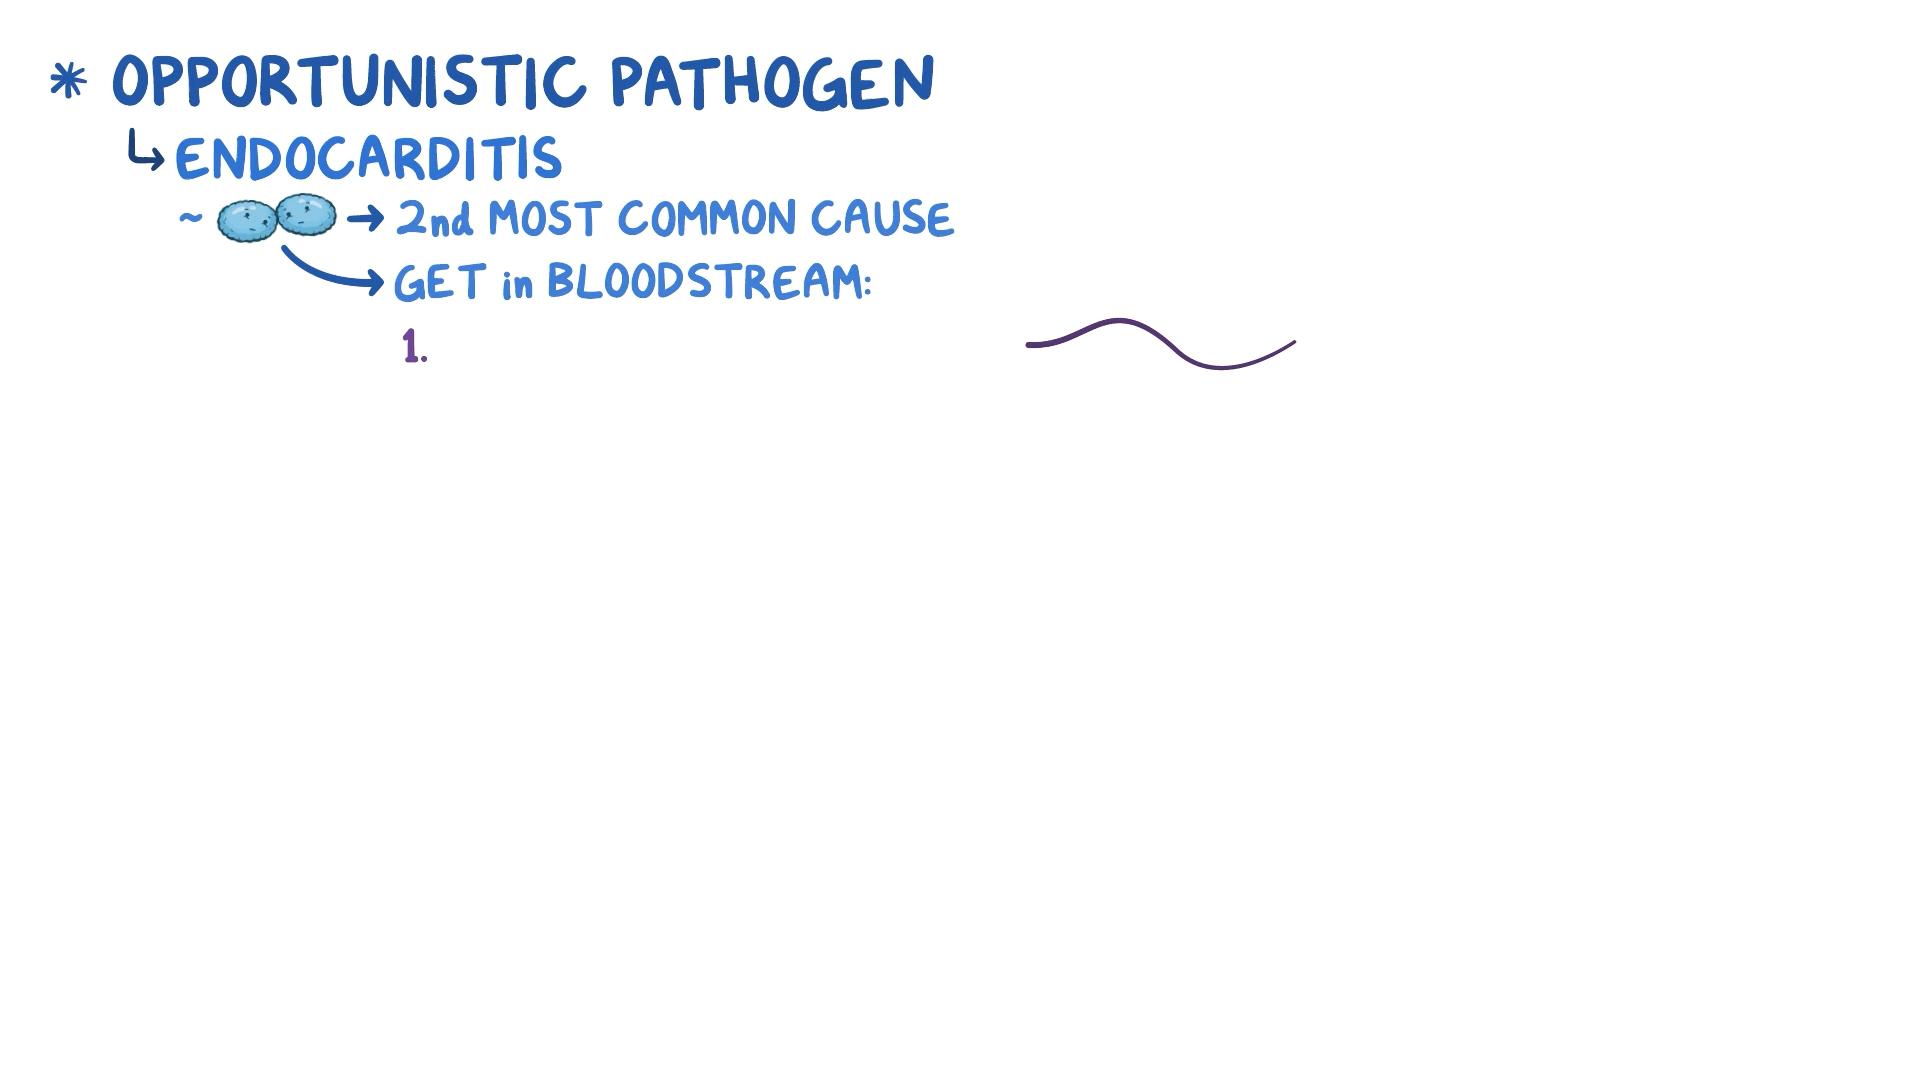 * OPPORTUNISTIC PATHOGEN
↳ ENDOCARDITIS
~ → 2nd MOST COMMON CAUSE
→ GET in BLOODSTREAM:
1.